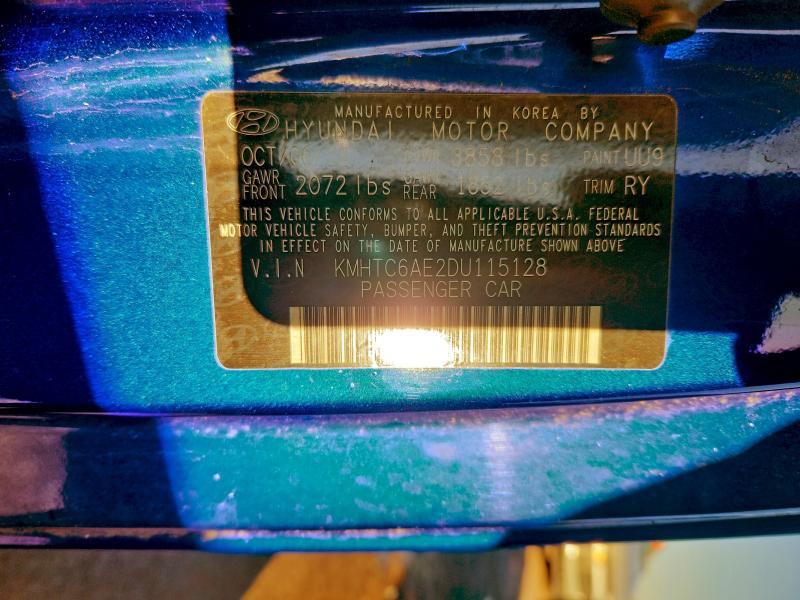 MANUFACTURED IN KOREA BY
HYUNDAI MOTOR COMPANY
3858 lbs PAINT UU9
GAWR FRONT 2072 lbs REAR TRIM RY
THIS VEHICLE CONFORMS TO ALL APPLICABLE U.S.A. FEDERAL
MOTOR VEHICLE SAFETY, BUMPER, AND THEFT PREVENTION STANDARDS
IN EFFECT ON THE DATE OF MANUFACTURE SHOWN ABOVE
V.I.N KMHTC6AE2DU115128
PASSENGER CAR